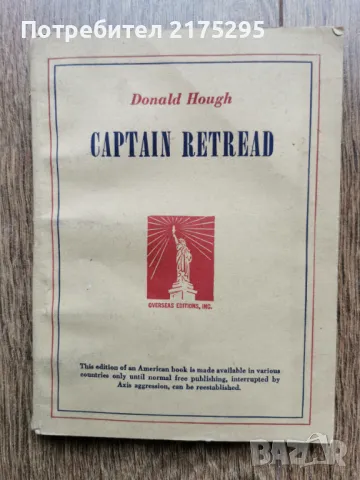 Потребител 2175295
Donald Hough
CAPTAIN RETREAD
OVERSEAS EDITIONS, INC.
This edition of an American book is made available in various
countries only until normal free publishing, interrupted by
Axis aggression, can be reestablished.
BAZAR